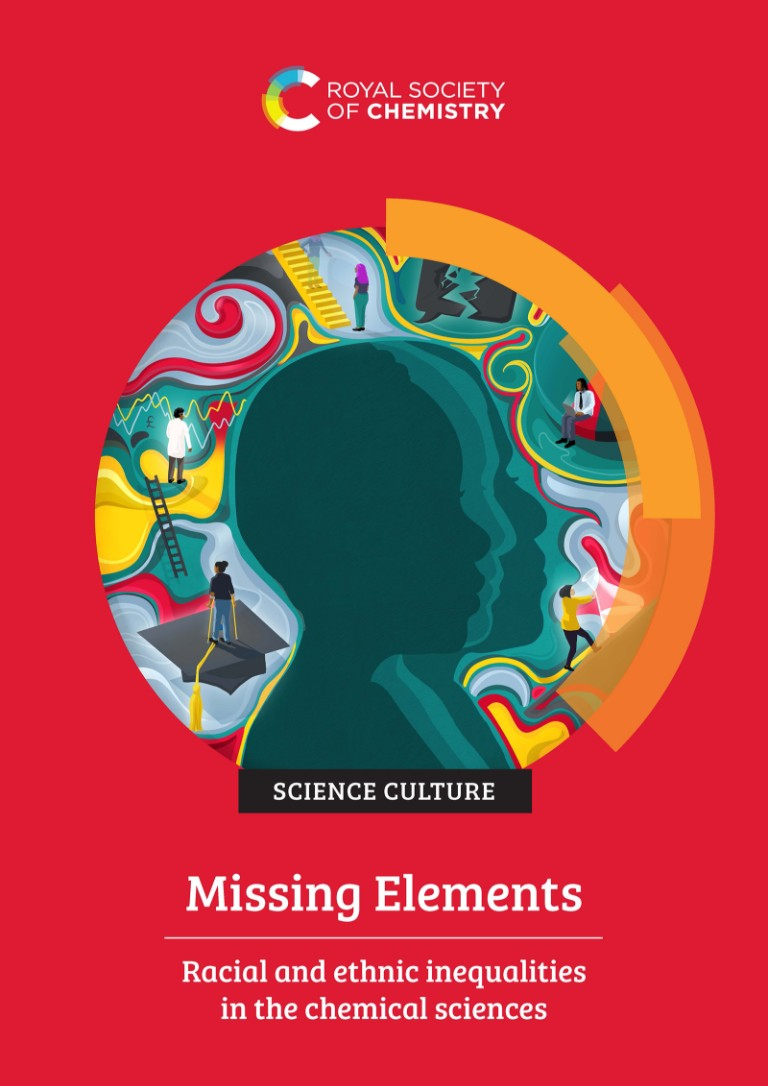 ROYAL SOCIETY
OF CHEMISTRY
£
SCIENCE CULTURE
Missing Elements
Racial and ethnic inequalities
in the chemical sciences